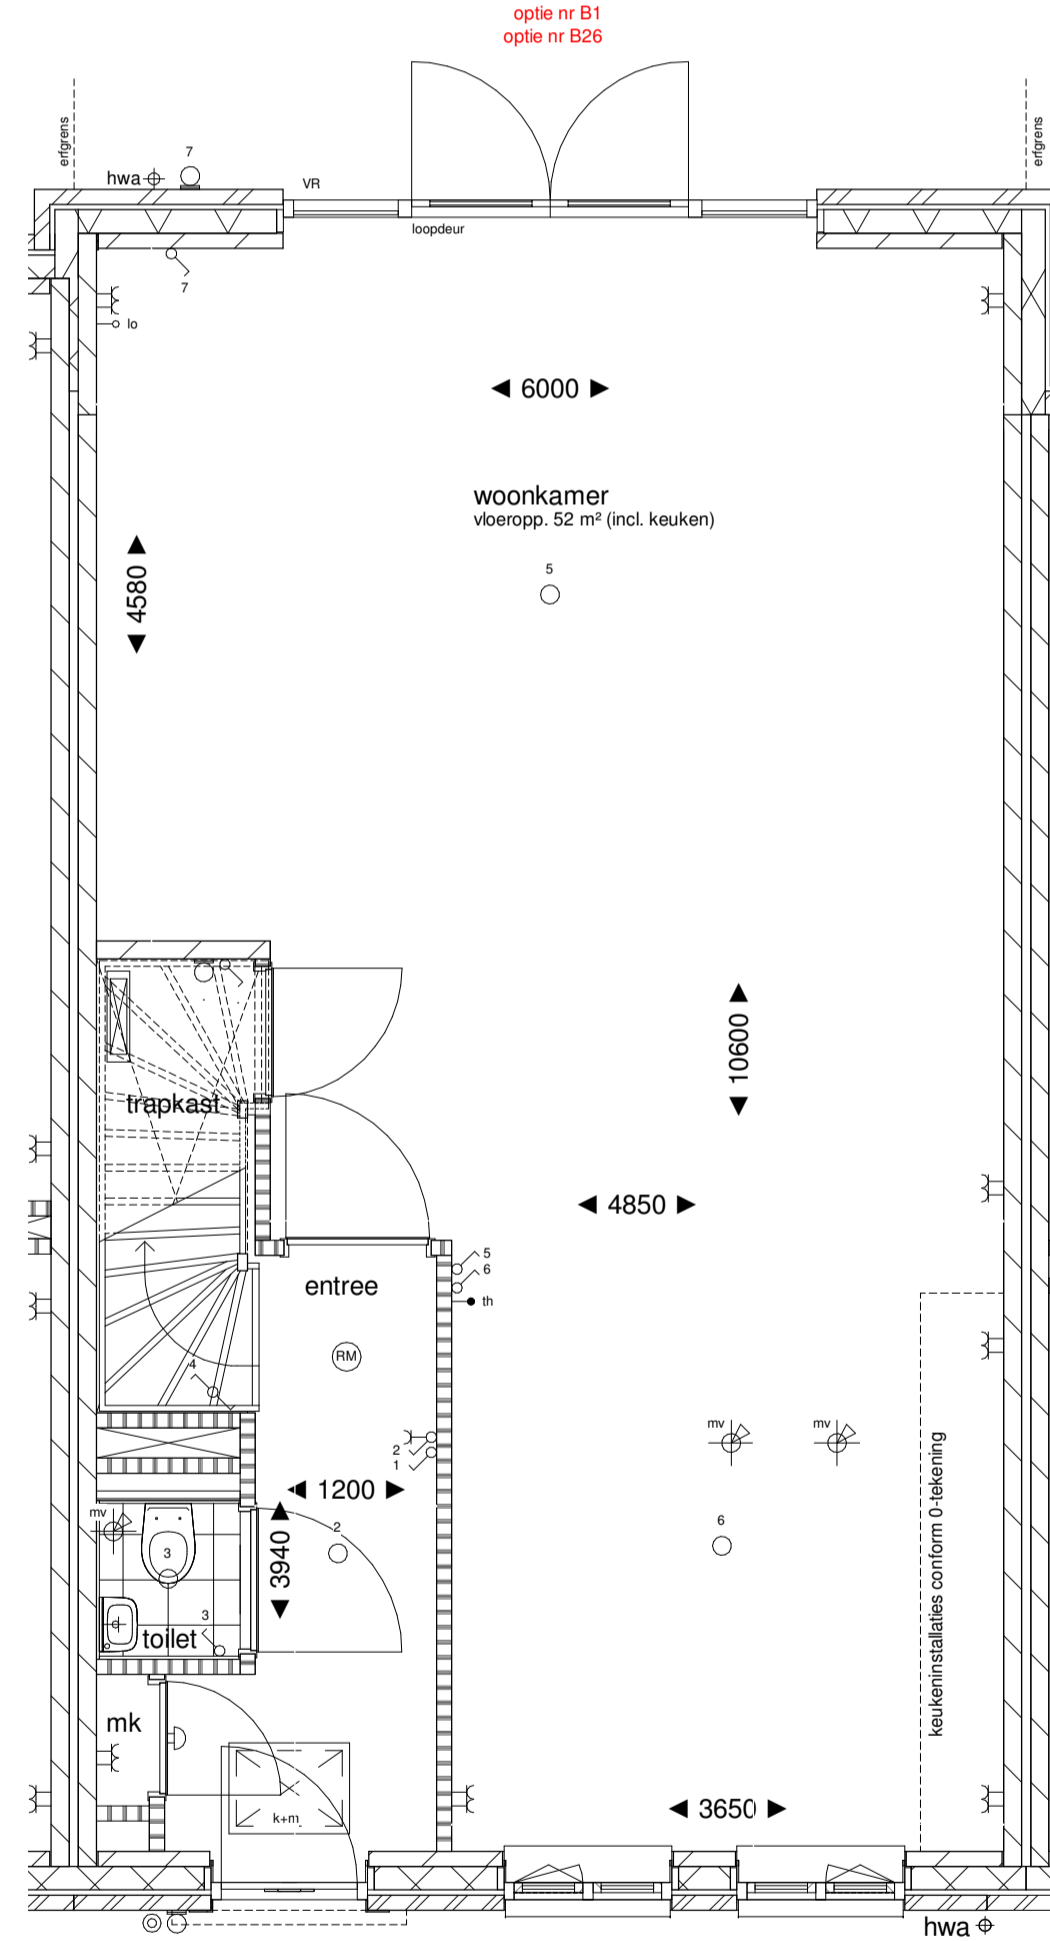 optie nr B1
optie nr B26
erfgrens
erfgrens
7
hwa
VR
loopdeur
7
lo
6000
woonkamer
vloeropp. 52 m² (incl. keuken)
5
4580
10600
trapkast
4850
5
6
th
entree
RM
4
2
1
mv
mv
1200
mv
2
6
3
3940
keukeninstallaties conform 0-tekening
3
toilet
mk
k+m
3650
hwa